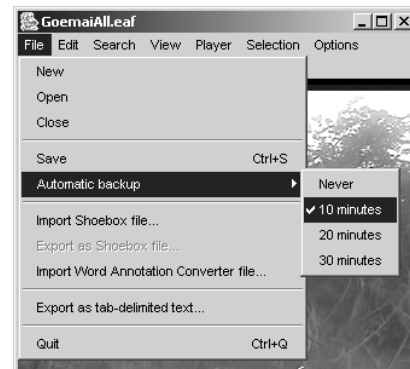 GoemaiAll.eaf
File Edit Search View Player Selection Options
New
Open
Close
Save Ctrl+S
Automatic backup
Never
10 minutes
20 minutes
30 minutes
Import Shoebox file...
Export as Shoebox file...
Import Word Annotation Converter file...
Export as tab-delimited text...
Quit Ctrl+Q